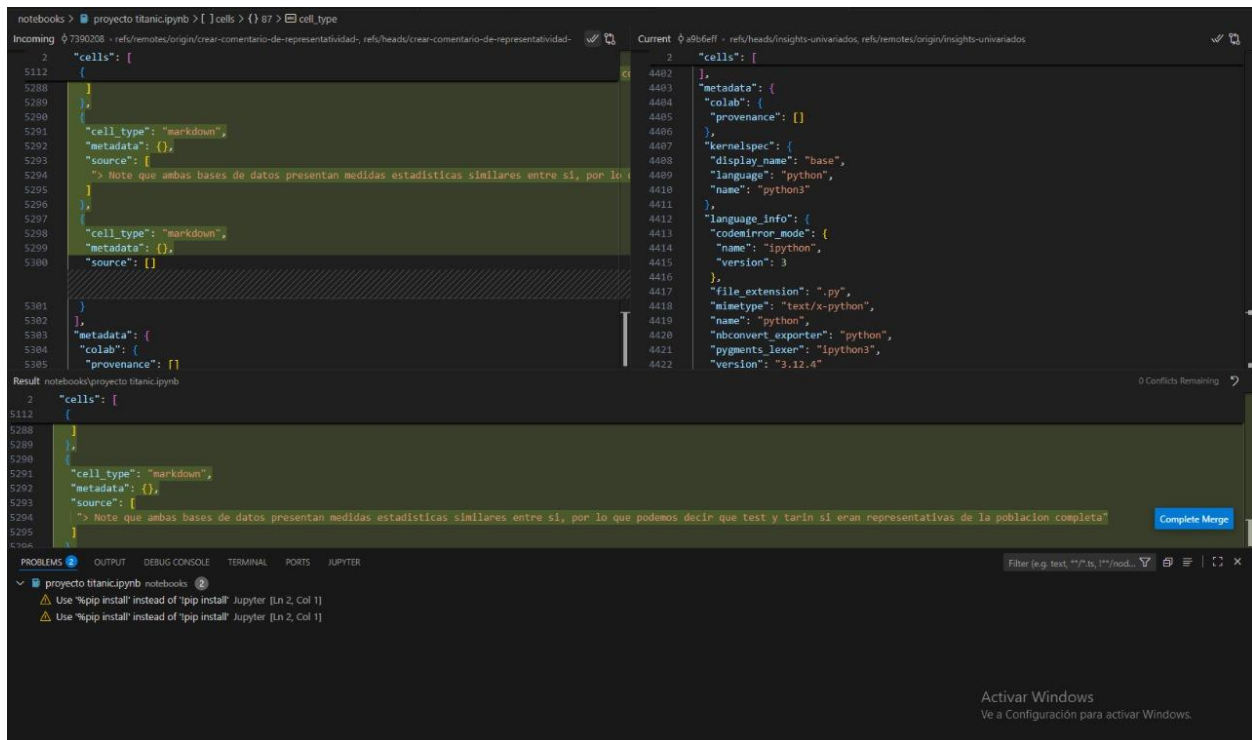 notebooks > proyecto titanic.ipynb > [ ] cells > {} 87 > cell_type
Incoming 7390208 • refs/remotes/origin/crear-comentario-de-representatividad-, refs/heads/crear-comentario-de-representatividad-
2 "cells": [
5112 {
5288 ]
5289 },
5290 {
5291 "cell_type": "markdown",
5292 "metadata": {},
5293 "source": [
5294 "> Note que ambas bases de datos presentan medidas estadisticas similares entre si, por lo
5295 ]
5296 },
5297 {
5298 "cell_type": "markdown",
5299 "metadata": {},
5300 "source": []
5301 }
5302 ],
5303 "metadata": {
5304 "colab": {
5305 "provenance": []
Current a9b6eff • refs/heads/insights-univariados, refs/remotes/origin/insights-univariados
2 "cells": [
4402 ],
4403 "metadata": {
4404 "colab": {
4405 "provenance": []
4406 },
4407 "kernelspec": {
4408 "display_name": "base",
4409 "language": "python",
4410 "name": "python3"
4411 },
4412 "language_info": {
4413 "codemirror_mode": {
4414 "name": "ipython",
4415 "version": 3
4416 },
4417 "file_extension": ".py",
4418 "mimetype": "text/x-python",
4419 "name": "python",
4420 "nbconvert_exporter": "python",
4421 "pygments_lexer": "ipython3",
4422 "version": "3.12.4"
Result notebooks\proyecto titanic.ipynb
0 Conflicts Remaining
2 "cells": [
5112 {
5288 ]
5289 },
5290 {
5291 "cell_type": "markdown",
5292 "metadata": {},
5293 "source": [
5294 "> Note que ambas bases de datos presentan medidas estadisticas similares entre si, por lo que podemos decir que test y tarin si eran representativas de la poblacion completa"
5295 ]
5296 }
Complete Merge
PROBLEMS 2 OUTPUT DEBUG CONSOLE TERMINAL PORTS JUPYTER
Filter (e.g. text, **/*.ts, !**/nod...
proyecto titanic.ipynb notebooks 2
Use '%pip install' instead of '!pip install' Jupyter [Ln 2, Col 1]
Use '%pip install' instead of '!pip install' Jupyter [Ln 2, Col 1]
Activar Windows
Ve a Configuración para activar Windows.